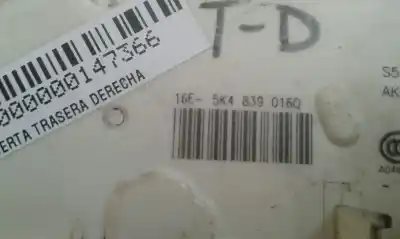 T-D
000000147366
ERTA TRASERA DERECHA
16E- 5K4 839 016Q
S5
AK